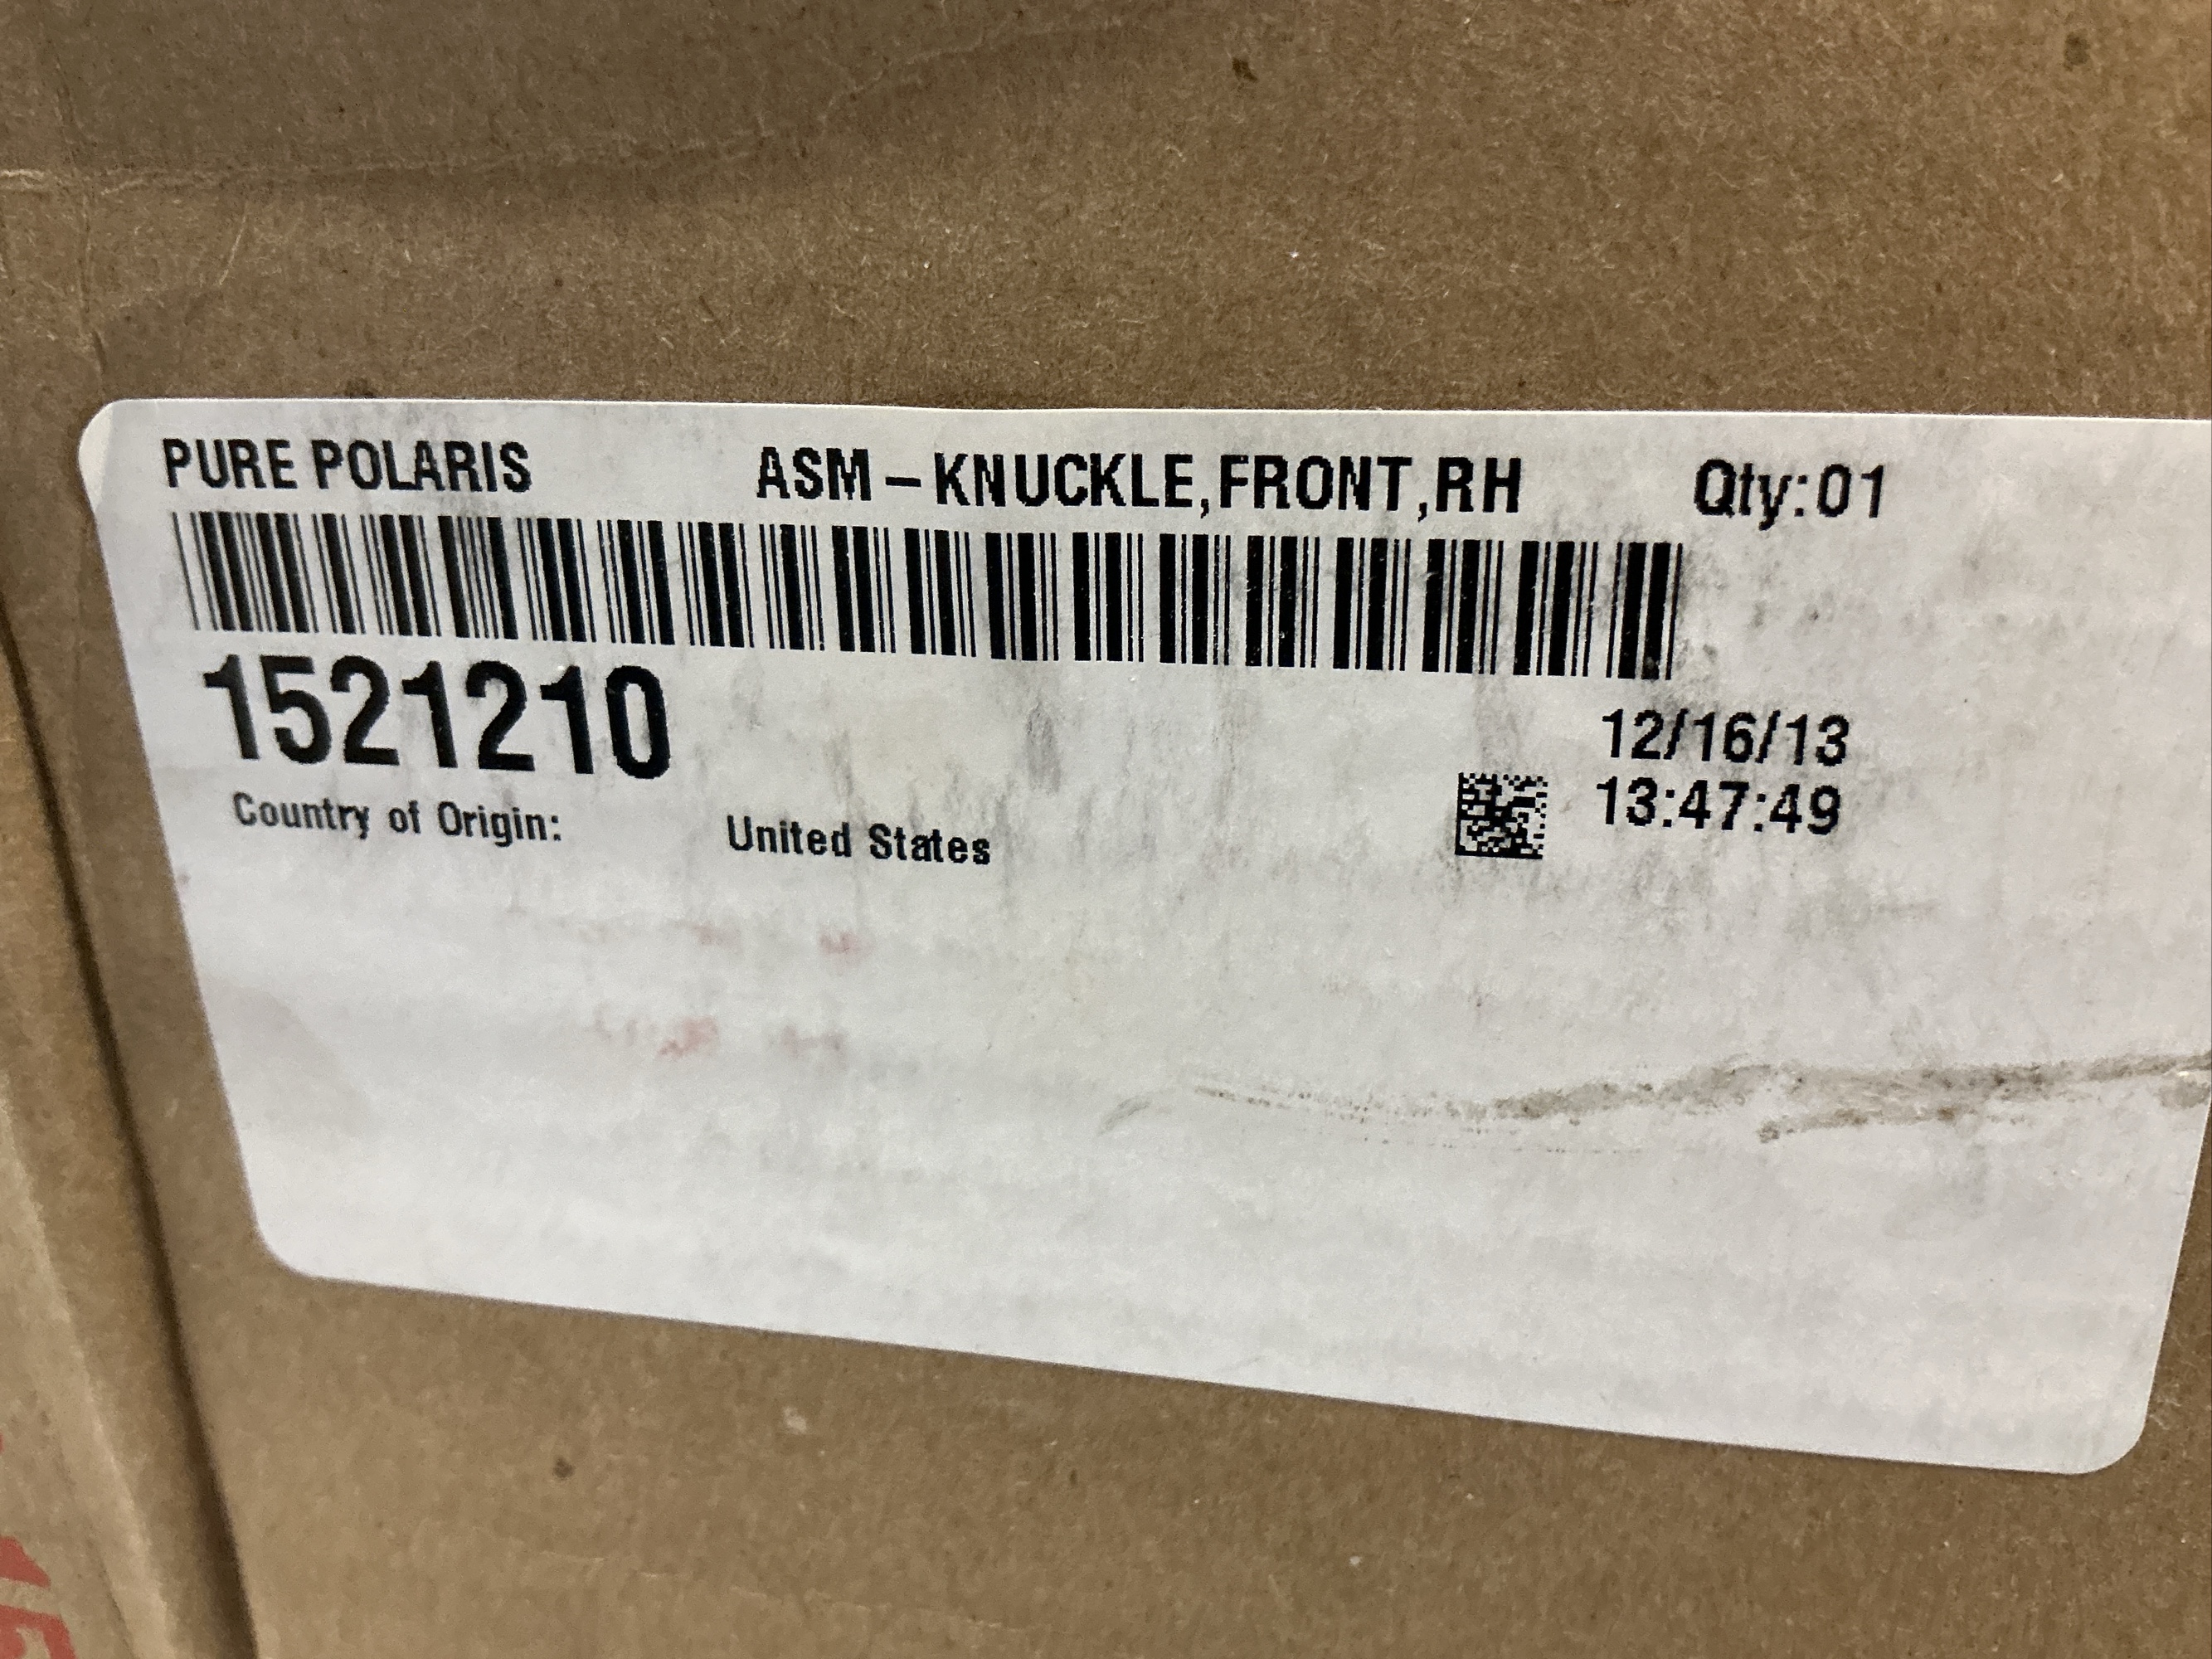 PURE POLARIS ASM-KNUCKLE,FRONT,RH Qty:01
1521210
12/16/13
13:47:49
Country of Origin: United States